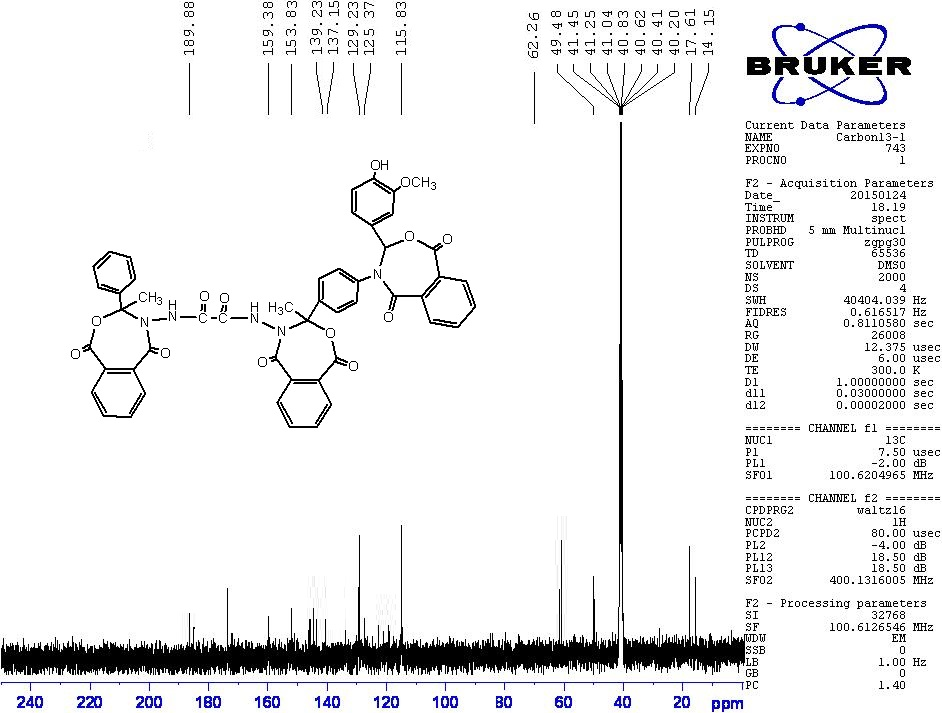 189.88
159.38
153.83
139.23
137.15
129.23
125.37
115.83
62.26
49.48
41.45
41.25
41.04
40.83
40.62
40.41
40.20
17.61
14.15
BRUKER
Current Data Parameters
NAME Carbon13-1
EXPNO 743
PROCNO 1
F2 - Acquisition Parameters
Date_ 20150124
Time 18.19
INSTRUM spect
PROBHD 5 mm Multinucl
PULPROG zgpg30
TD 65536
SOLVENT DMSO
NS 2000
DS 4
SWH 40404.039 Hz
FIDRES 0.616517 Hz
AQ 0.8110580 sec
RG 26008
DW 12.375 usec
DE 6.00 usec
TE 300.0 K
D1 1.00000000 sec
d11 0.03000000 sec
d12 0.00002000 sec
======== CHANNEL f1 ========
NUC1 13C
P1 7.50 usec
PL1 -2.00 dB
SFO1 100.6204965 MHz
======== CHANNEL f2 ========
CPDPRG2 waltz16
NUC2 1H
PCPD2 80.00 usec
PL2 -4.00 dB
PL12 18.50 dB
PL13 18.50 dB
SFO2 400.1316005 MHz
F2 - Processing parameters
SI 32768
SF 100.6126546 MHz
WDW EM
SSB 0
LB 1.00 Hz
GB 0
PC 1.40
OH
OCH3
O
O
N
O
CH3
O
N
H
N
O
C
O
C
H
N
H3C
N
O
O
O
O
O
240 220 200 180 160 140 120 100 80 60 40 20 ppm